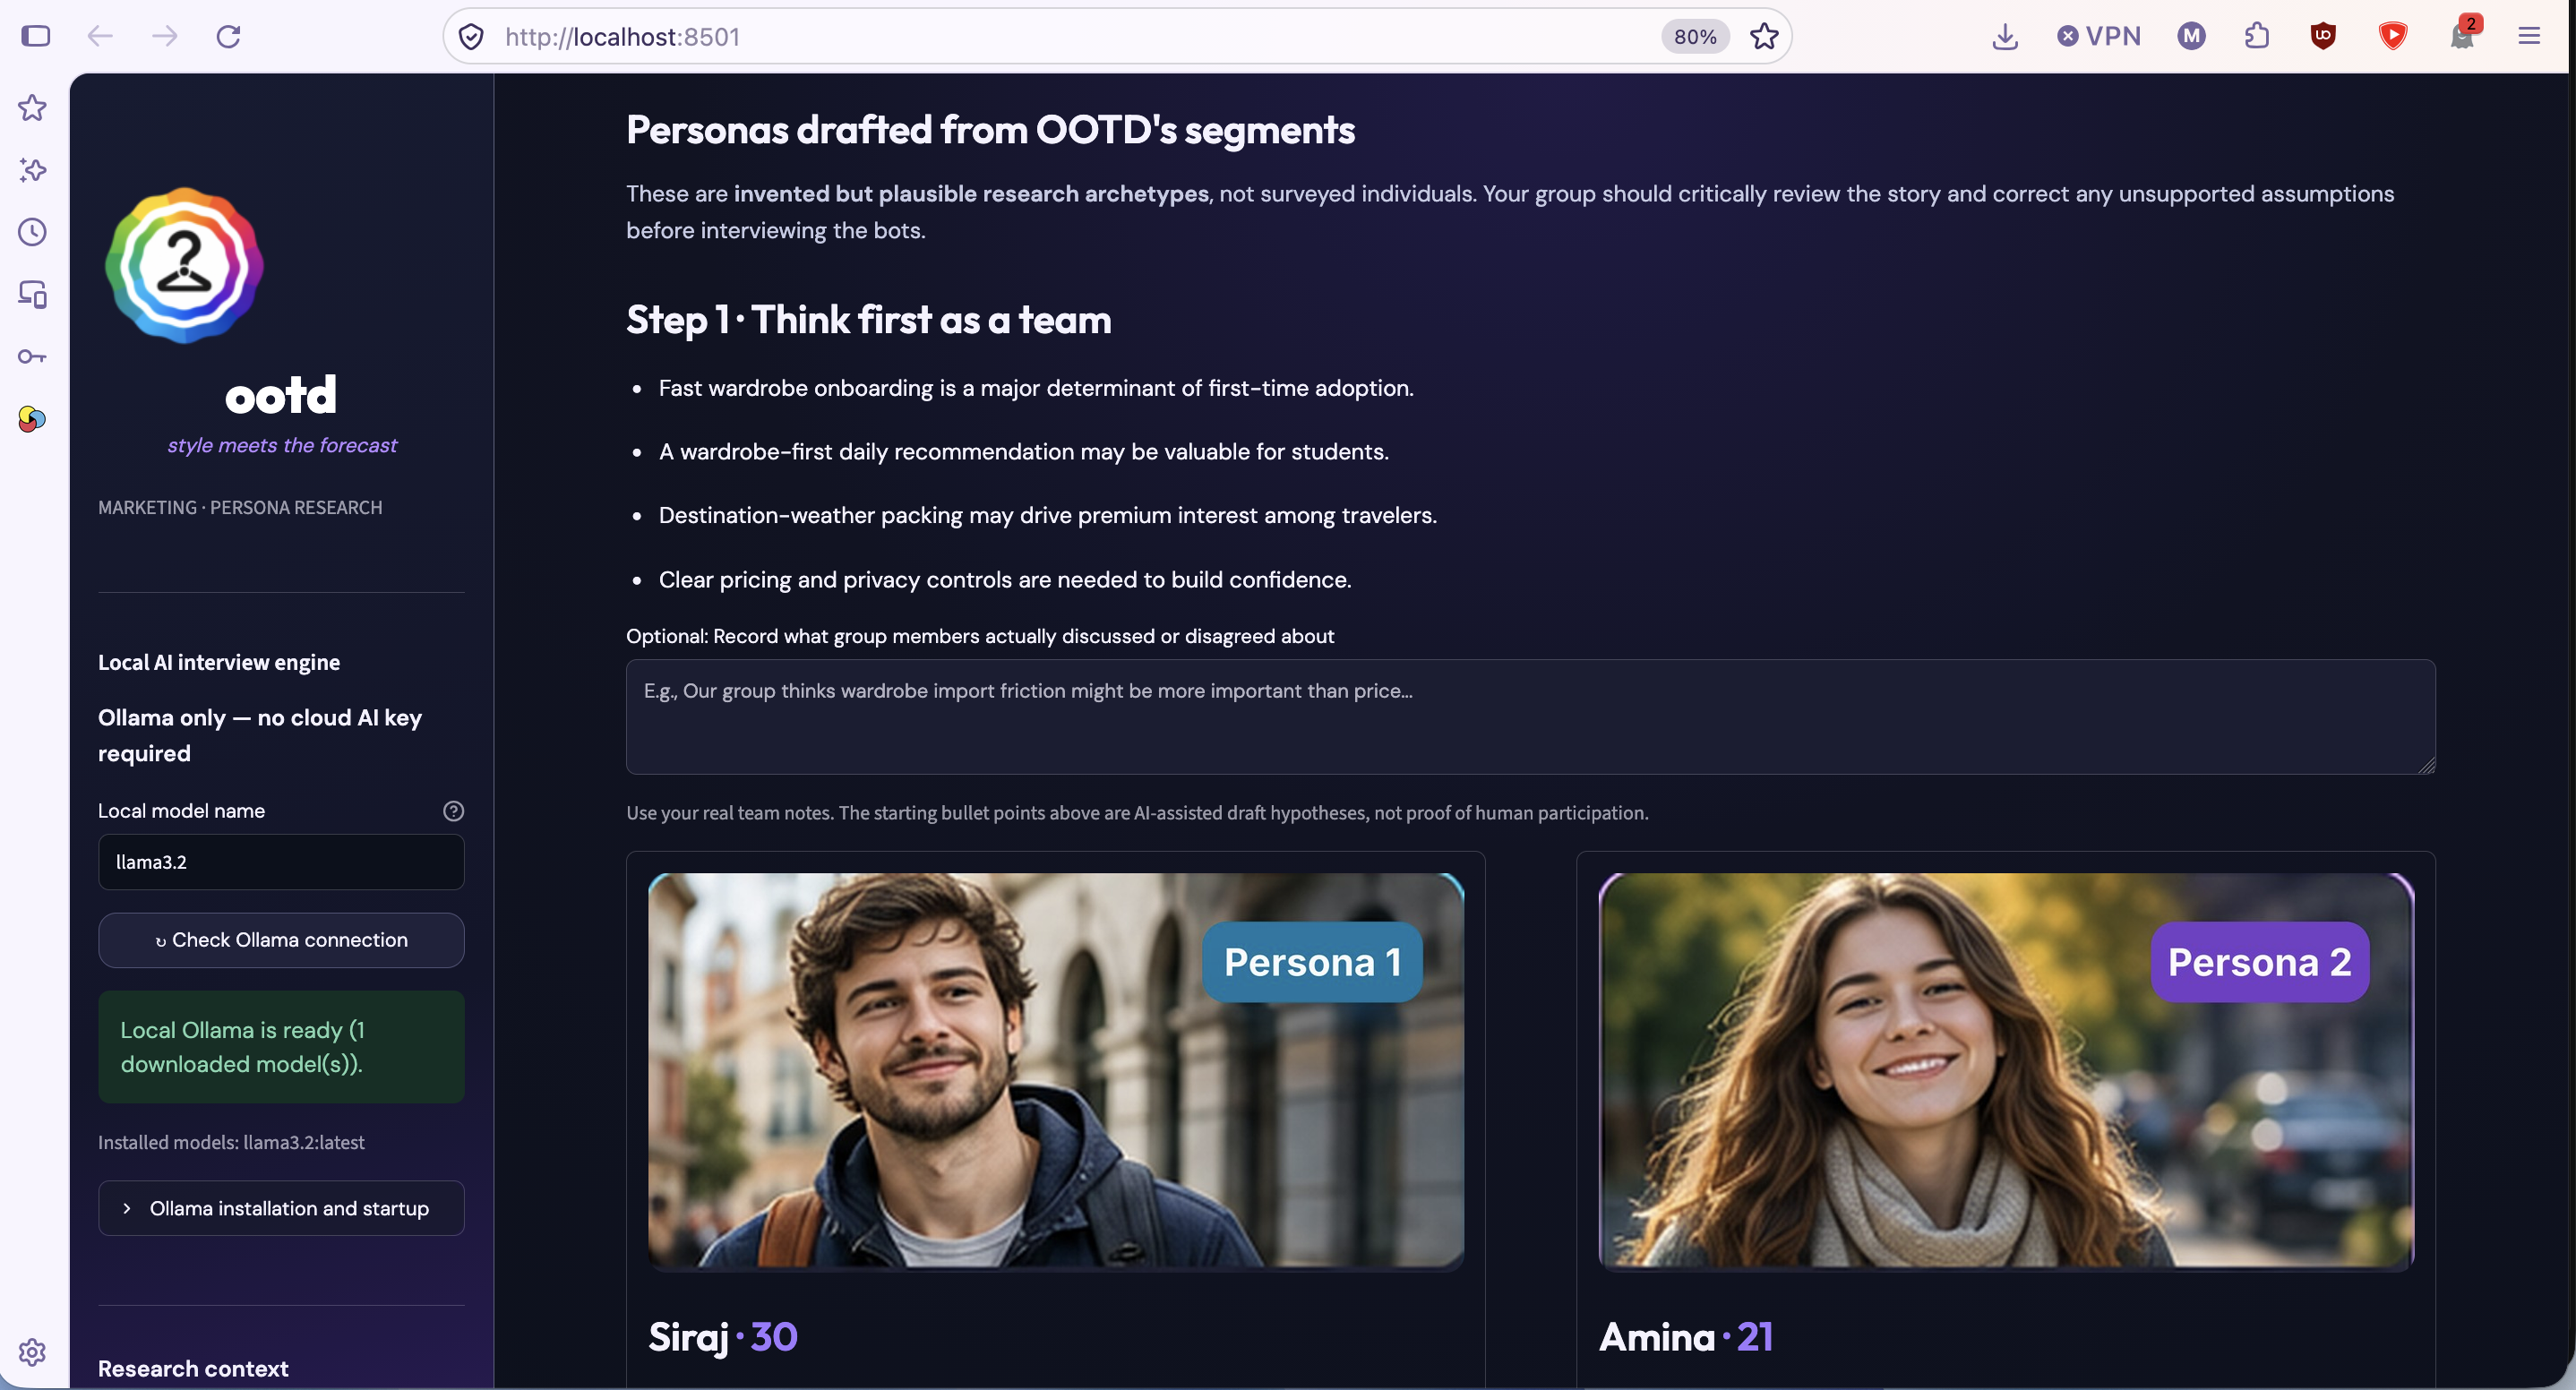 http://localhost:8501
80%
VPN
M
2
Personas drafted from OOTD's segments
These are invented but plausible research archetypes, not surveyed individuals. Your group should critically review the story and correct any unsupported assumptions
before interviewing the bots.
Step 1 · Think first as a team
• Fast wardrobe onboarding is a major determinant of first-time adoption.
• A wardrobe-first daily recommendation may be valuable for students.
• Destination-weather packing may drive premium interest among travelers.
• Clear pricing and privacy controls are needed to build confidence.
Optional: Record what group members actually discussed or disagreed about
E.g., Our group thinks wardrobe import friction might be more important than price...
Use your real team notes. The starting bullet points above are AI-assisted draft hypotheses, not proof of human participation.
Persona 1
Siraj · 30
Persona 2
Amina · 21
ootd
style meets the forecast
MARKETING · PERSONA RESEARCH
Local AI interview engine
Ollama only — no cloud AI key
required
Local model name
llama3.2
↻ Check Ollama connection
Local Ollama is ready (1
downloaded model(s)).
Installed models: llama3.2:latest
Ollama installation and startup
Research context